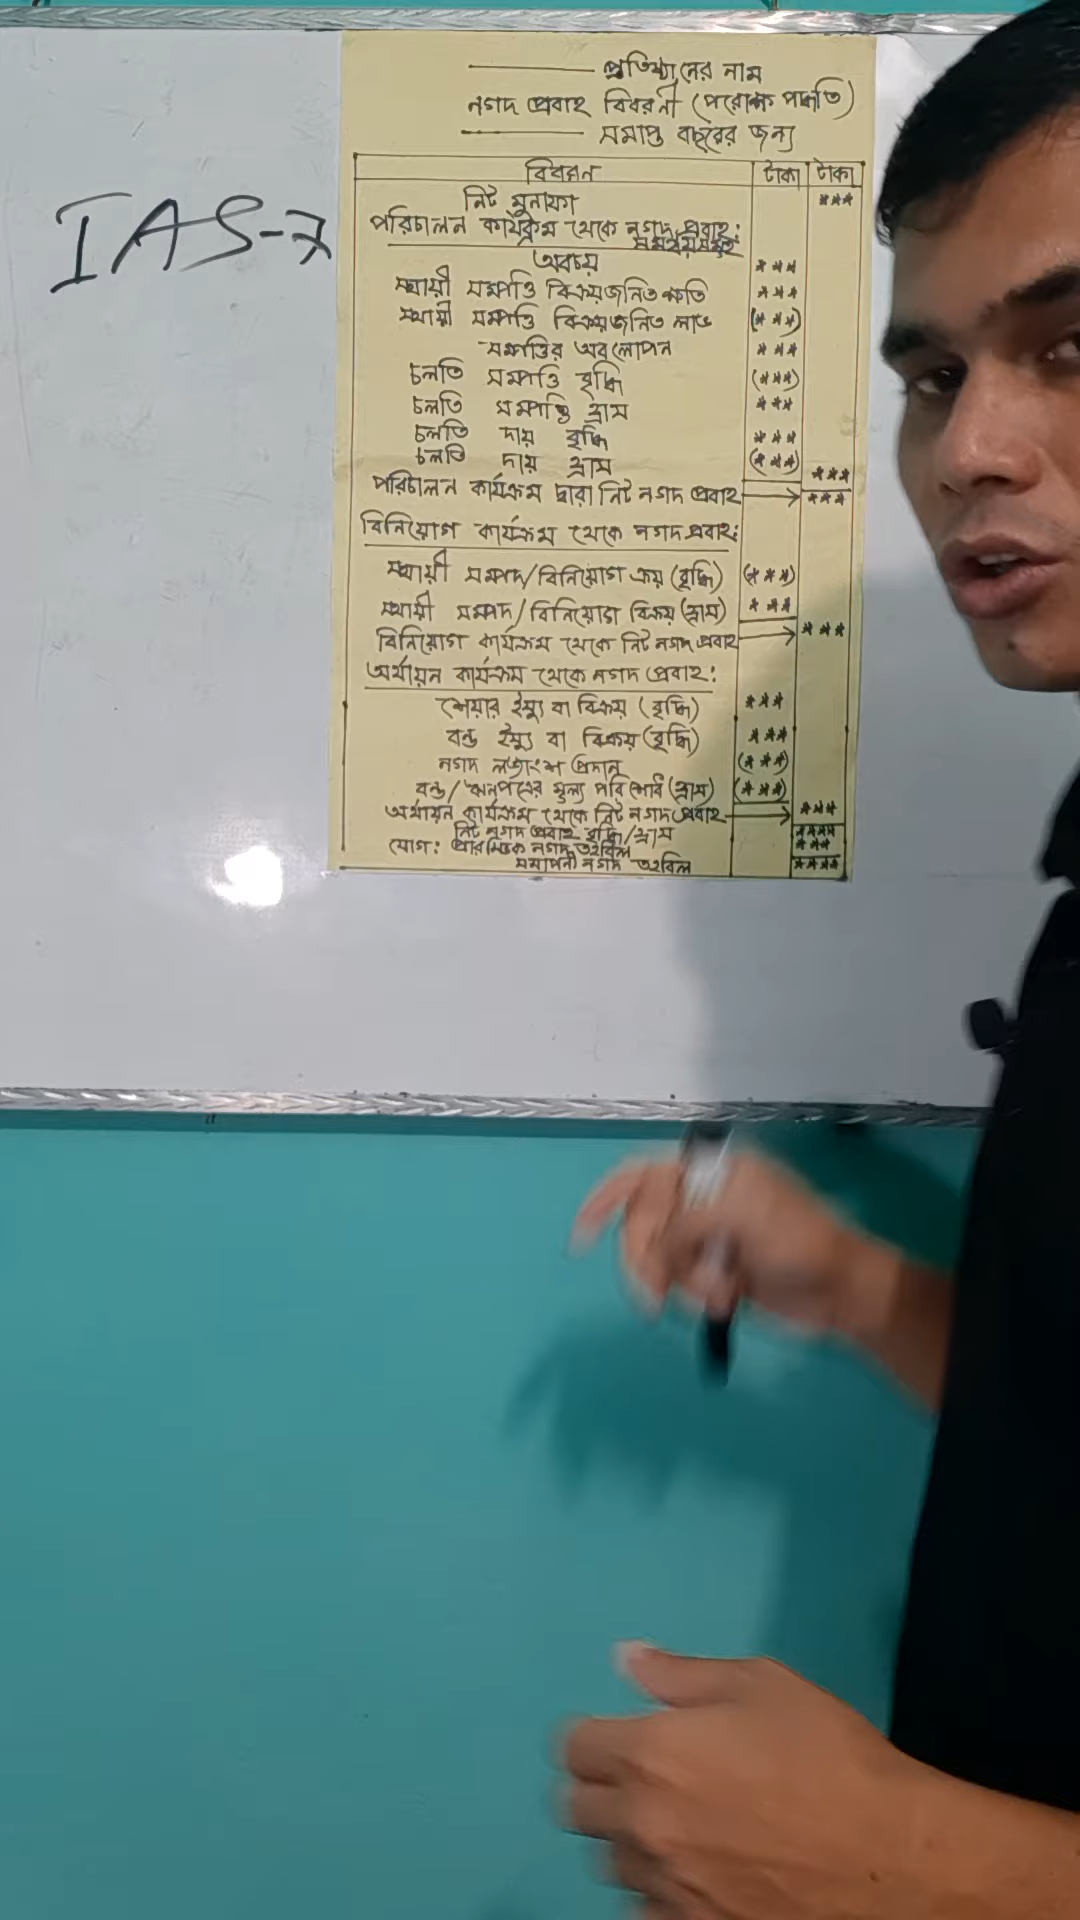 IAS-7
প্রতিষ্ঠানের নাম
নগদ প্রবাহ বিবরনী (পরোক্ষ পদ্ধতি)
সমাপ্ত বছরের জন্য
বিবরন টাকা টাকা
নিট মুনাফা ***
পরিচালন কার্যক্রম থেকে নগদ প্রবাহ:
সমন্বয়সমূহ
অবচয় ***
স্থায়ী সম্পত্তি বিক্রয়জনিত ক্ষতি ***
স্থায়ী সম্পত্তি বিক্রয়জনিত লাভ (***)
সম্পত্তির অবলোপন ***
চলতি সম্পত্তি বৃদ্ধি (***)
চলতি সম্পত্তি হ্রাস ***
চলতি দায় বৃদ্ধি ***
চলতি দায় হ্রাস (***) ***
পরিচালন কার্যক্রম দ্বারা নিট নগদ প্রবাহ → ***
বিনিয়োগ কার্যক্রম থেকে নগদ প্রবাহ:
স্থায়ী সম্পদ/বিনিয়োগ ক্রয় (বৃদ্ধি) (***)
স্থায়ী সম্পদ/বিনিয়োগ বিক্রয় (হ্রাস) ***
বিনিয়োগ কার্যক্রম থেকে নিট নগদ প্রবাহ → ***
অর্থায়ন কার্যক্রম থেকে নগদ প্রবাহ:
শেয়ার ইস্যু বা বিক্রয় (বৃদ্ধি) ***
বন্ড ইস্যু বা বিক্রয় (বৃদ্ধি) ***
নগদ লভ্যাংশ প্রদান (***)
বন্ড/ঋনপত্রের মূল্য পরিশোধ (হ্রাস) (***)
অর্থায়ন কার্যক্রম থেকে নিট নগদ প্রবাহ → ***
নিট নগদ প্রবাহ বৃদ্ধি/হ্রাস ****
যোগ: প্রারম্ভিক নগদ তহবিল ***
সমাপনী নগদ তহবিল ****